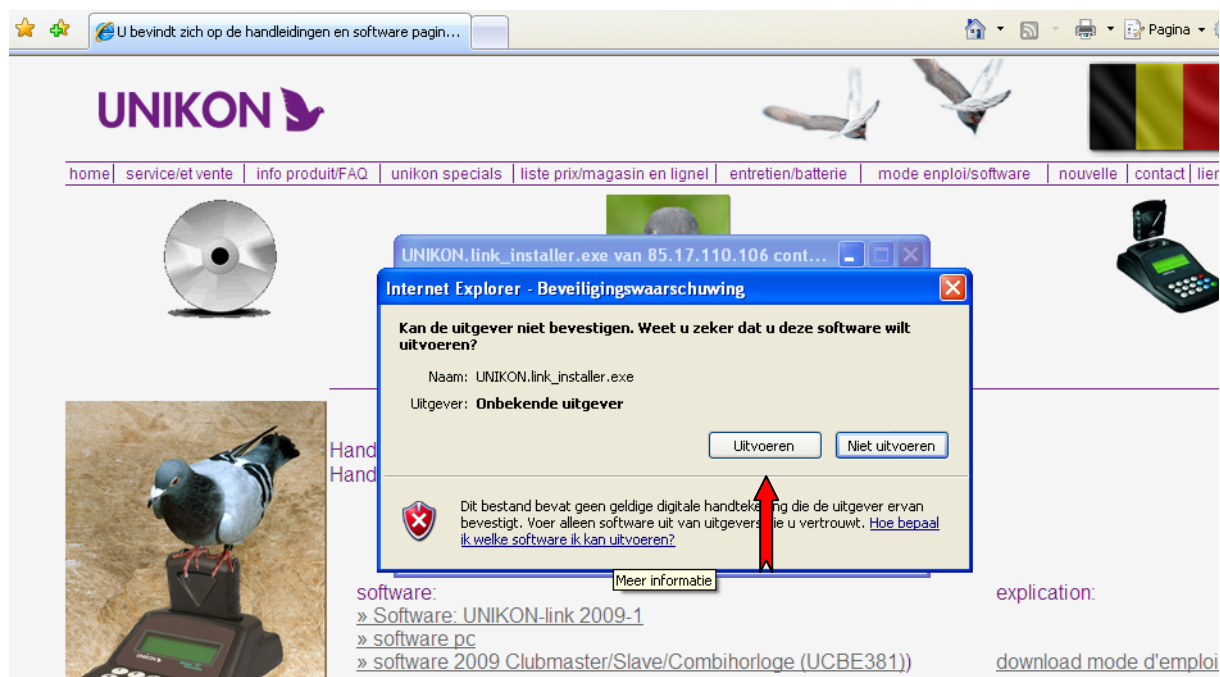 U bevindt zich op de handleidingen en software pagin...
Pagina
UNIKON
home | service/et vente | info produit/FAQ | unikon specials | liste prix/magasin en lignel | entretien/batterie | mode enploi/software | nouvelle | contact | lier
UNIKON.link_installer.exe van 85.17.110.106 cont...
Internet Explorer - Beveiligingswaarschuwing
Kan de uitgever niet bevestigen. Weet u zeker dat u deze software wilt
uitvoeren?
Naam: UNIKON.link_installer.exe
Uitgever: Onbekende uitgever
Uitvoeren
Niet uitvoeren
Hand
Hand
Dit bestand bevat geen geldige digitale die de uitgever ervan
bevestigt. Voer alleen software uit van u vertrouwt. Hoe bepaal
ik welke software ik kan uitvoeren?
Meer informatie
software:
explication:
» Software: UNIKON-link 2009-1
» software pc
» software 2009 Clubmaster/Slave/Combihorloge (UCBE381))
download mode d'emploi